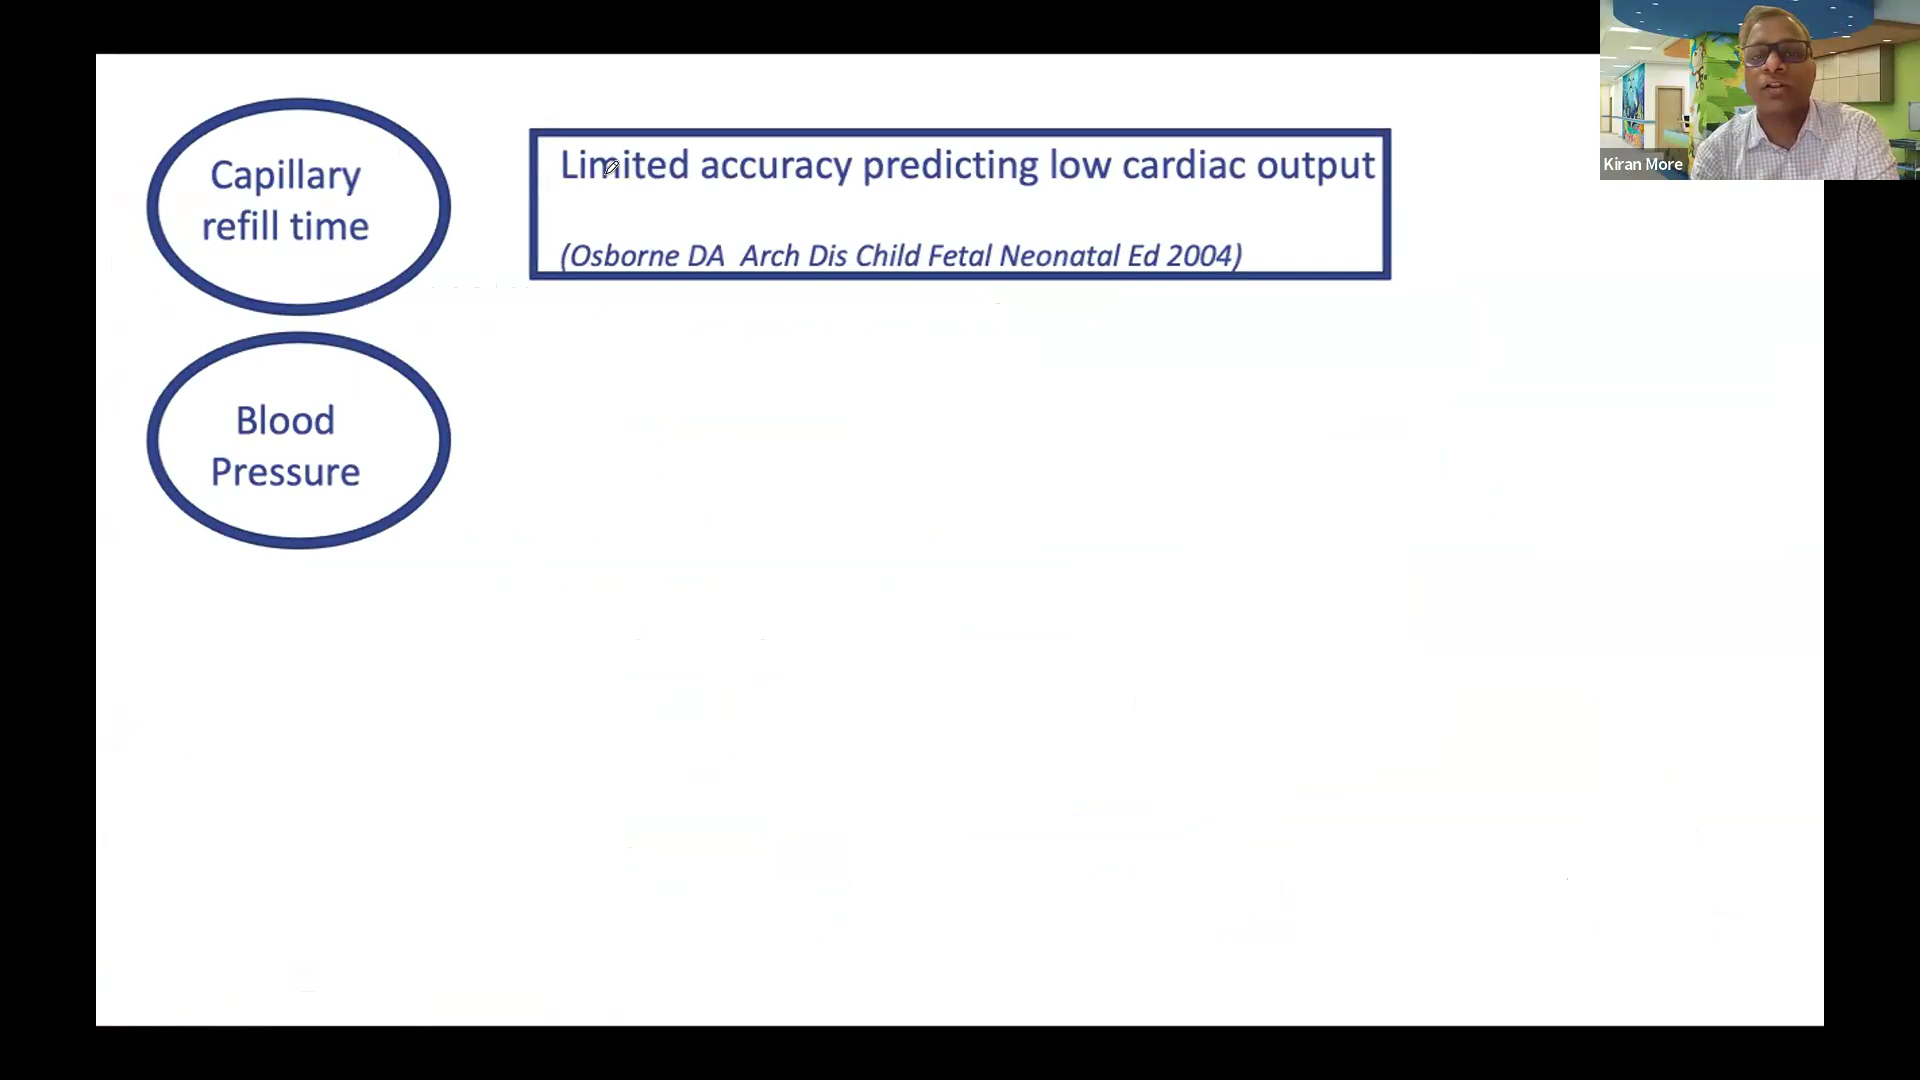 Capillary
refill time
Limited accuracy predicting low cardiac output
(Osborne DA Arch Dis Child Fetal Neonatal Ed 2004)
Blood
Pressure
Kiran More